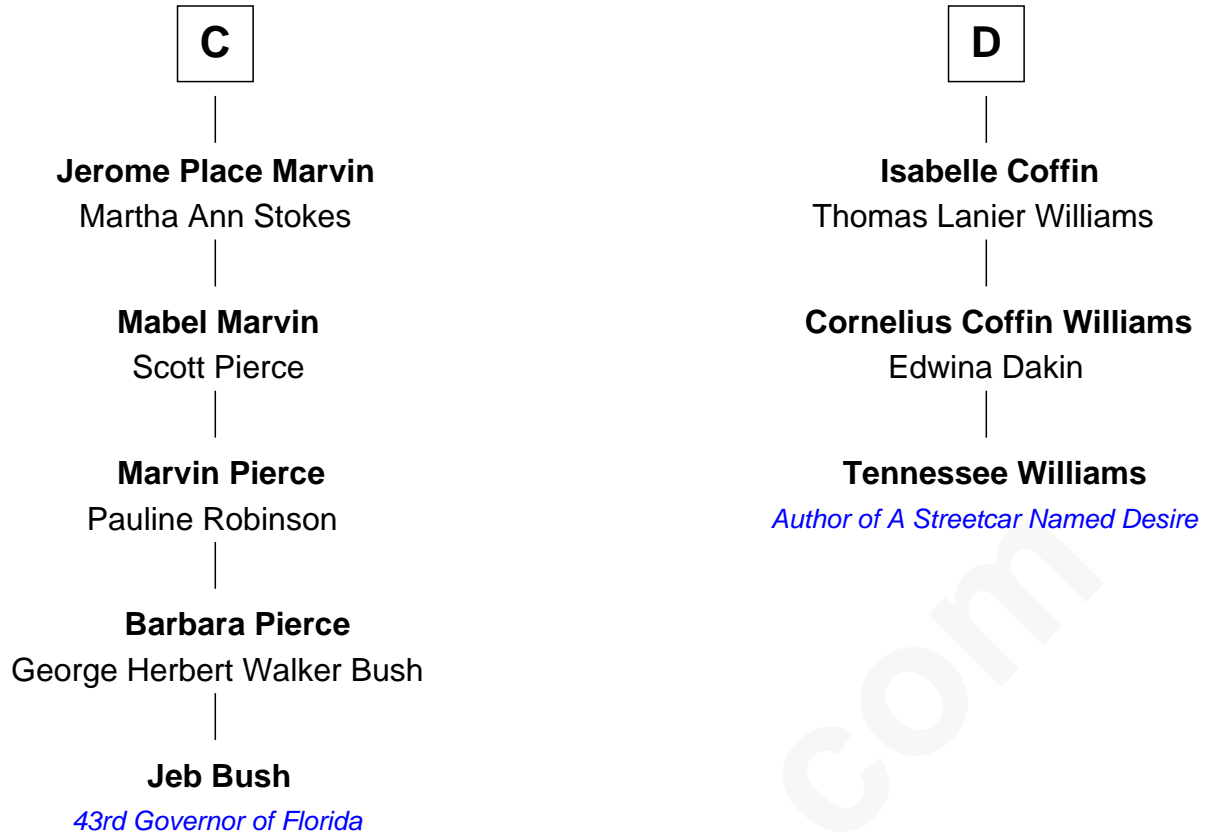 C
Jerome Place Marvin
Martha Ann Stokes
Mabel Marvin
Scott Pierce
Marvin Pierce
Pauline Robinson
Barbara Pierce
George Herbert Walker Bush
Jeb Bush
43rd Governor of Florida
D
Isabelle Coffin
Thomas Lanier Williams
Cornelius Coffin Williams
Edwina Dakin
Tennessee Williams
Author of A Streetcar Named Desire
com